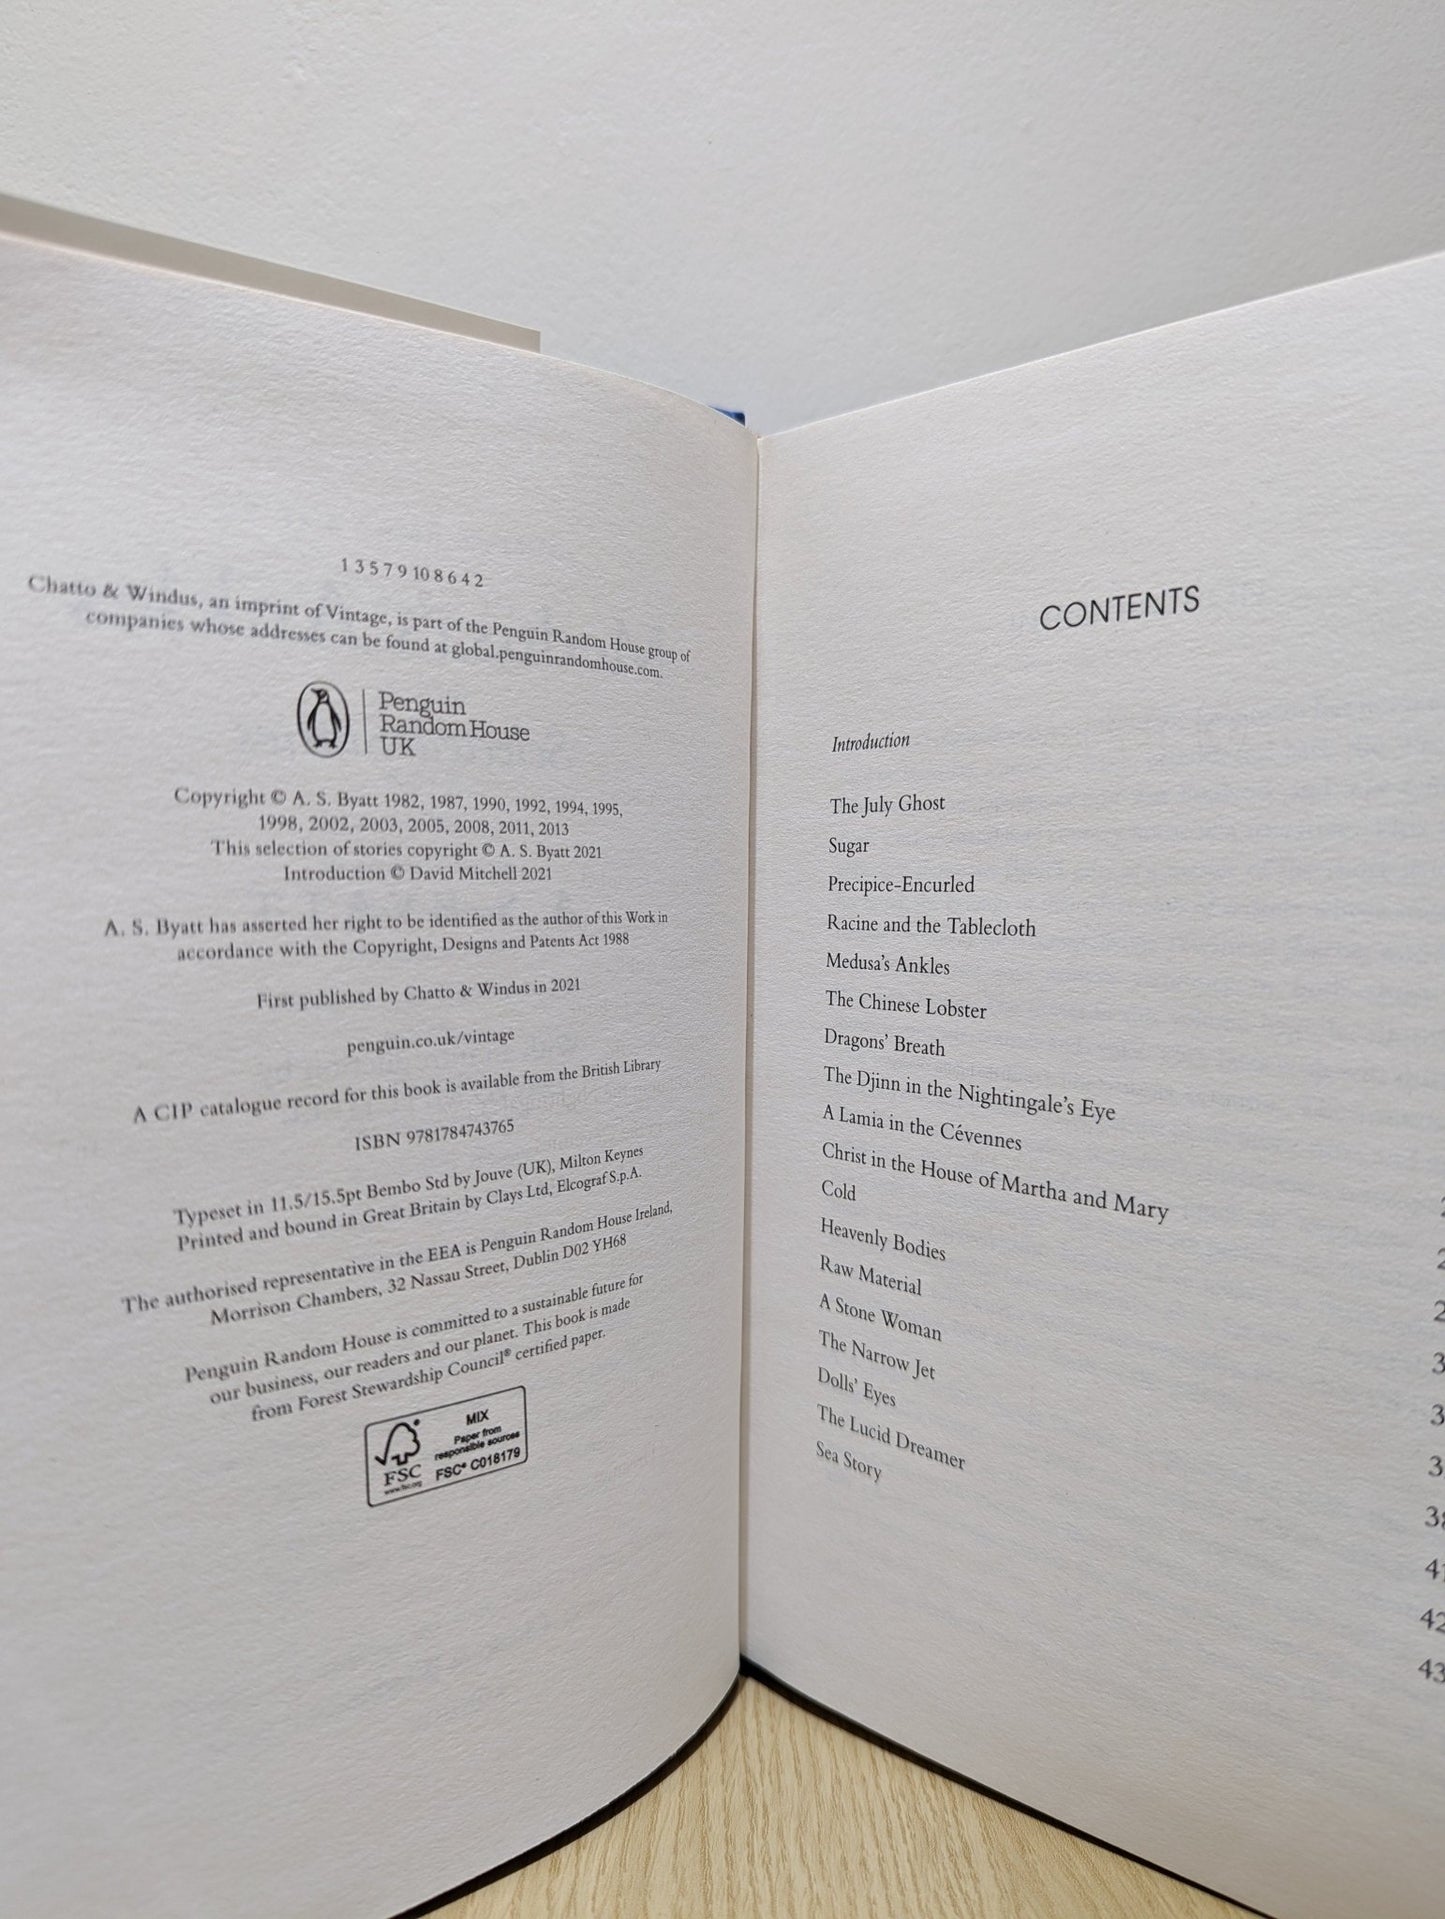 1 3 5 7 9 10 8 6 4 2
Chatto & Windus, an imprint of Vintage, is part of the Penguin Random House group of
companies whose addresses can be found at global.penguinrandomhouse.com.
Penguin
Random House
UK
Copyright © A. S. Byatt 1982, 1987, 1990, 1992, 1994, 1995,
1998, 2002, 2003, 2005, 2008, 2011, 2013
This selection of stories copyright © A. S. Byatt 2021
Introduction © David Mitchell 2021
A. S. Byatt has asserted her right to be identified as the author of this Work in
accordance with the Copyright, Designs and Patents Act 1988
First published by Chatto & Windus in 2021
penguin.co.uk/vintage
A CIP catalogue record for this book is available from the British Library
ISBN 9781784743765
Typeset in 11.5/15.5pt Bembo Std by Jouve (UK), Milton Keynes
Printed and bound in Great Britain by Clays Ltd, Elcograf S.p.A.
The authorised representative in the EEA is Penguin Random House Ireland,
Morrison Chambers, 32 Nassau Street, Dublin D02 YH68
Penguin Random House is committed to a sustainable future for
our business, our readers and our planet. This book is made
from Forest Stewardship Council® certified paper.
MIX
Paper from
responsible sources
FSC® C018179
FSC
www.fsc.org
CONTENTS
Introduction
The July Ghost
Sugar
Precipice-Encurled
Racine and the Tablecloth
Medusa's Ankles
The Chinese Lobster
Dragons' Breath
The Djinn in the Nightingale's Eye
A Lamia in the Cévennes
Christ in the House of Martha and Mary
Cold
Heavenly Bodies
Raw Material
A Stone Woman
The Narrow Jet
Dolls' Eyes
The Lucid Dreamer
Sea Story